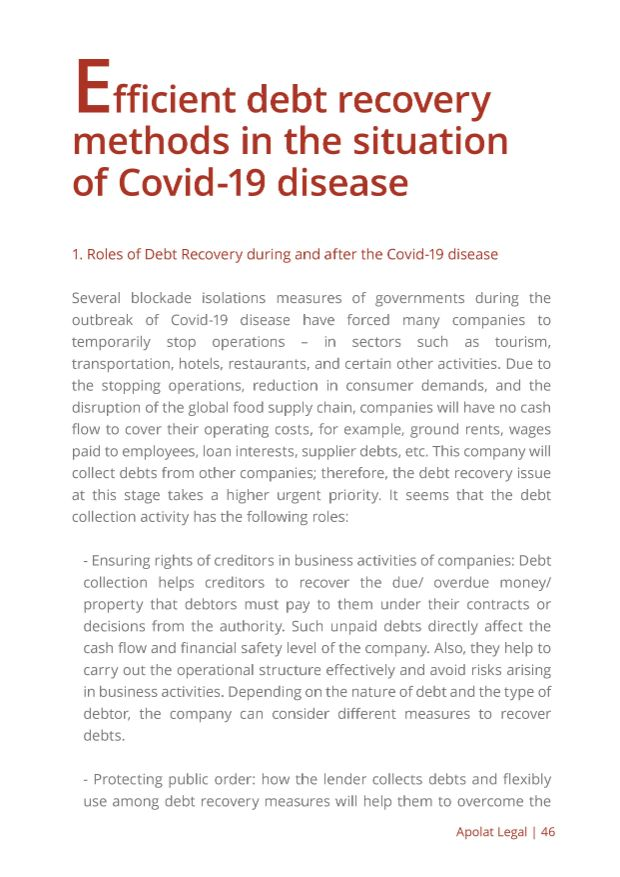 Efficient debt recovery
methods in the situation
of Covid-19 disease
1. Roles of Debt Recovery during and after the Covid-19 disease
Several blockade isolations measures of governments during the
outbreak of Covid-19 disease have forced many companies to
temporarily stop operations – in sectors such as tourism,
transportation, hotels, restaurants, and certain other activities. Due to
the stopping operations, reduction in consumer demands, and the
disruption of the global food supply chain, companies will have no cash
flow to cover their operating costs, for example, ground rents, wages
paid to employees, loan interests, supplier debts, etc. This company will
collect debts from other companies; therefore, the debt recovery issue
at this stage takes a higher urgent priority. It seems that the debt
collection activity has the following roles:
- Ensuring rights of creditors in business activities of companies: Debt
collection helps creditors to recover the due/ overdue money/
property that debtors must pay to them under their contracts or
decisions from the authority. Such unpaid debts directly affect the
cash flow and financial safety level of the company. Also, they help to
carry out the operational structure effectively and avoid risks arising
in business activities. Depending on the nature of debt and the type of
debtor, the company can consider different measures to recover
debts.
- Protecting public order: how the lender collects debts and flexibly
use among debt recovery measures will help them to overcome the
Apolat Legal | 46